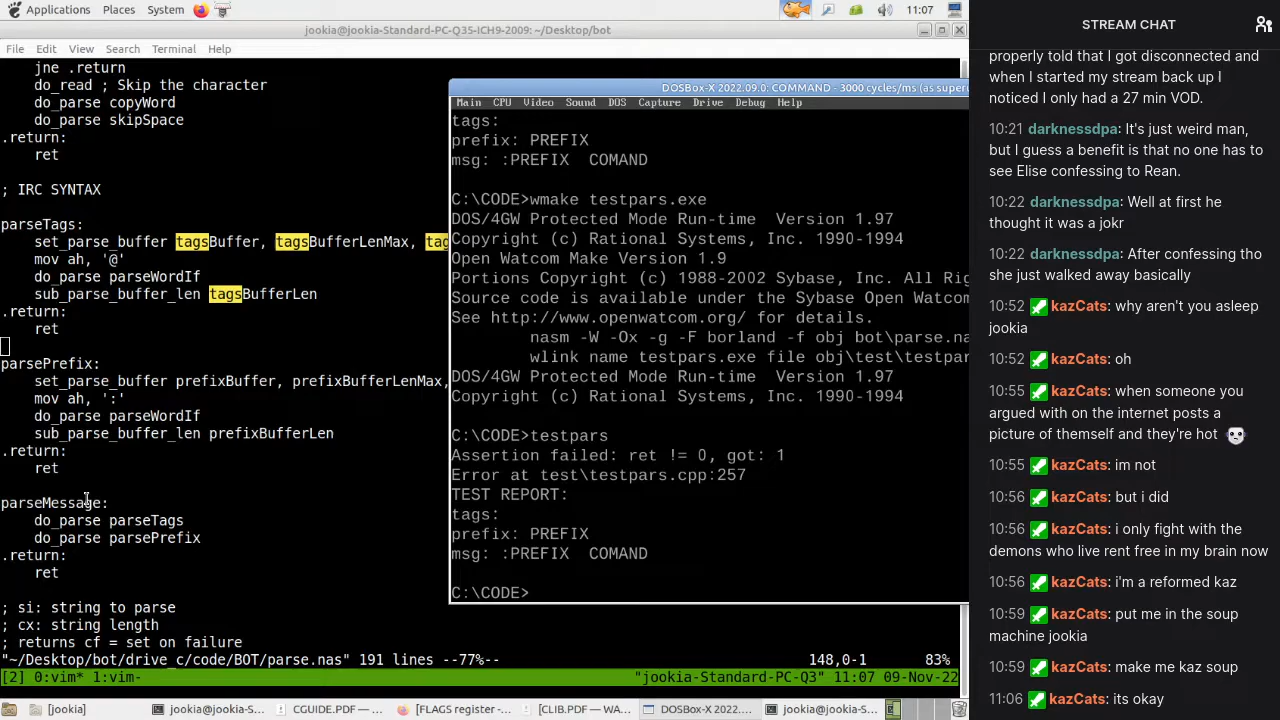 Applications Places System 11:07
jookia@jookia-Standard-PC-Q35-ICH9-2009: ~/Desktop/bot
File Edit View Search Terminal Help
jne .return
do_read ; Skip the character
do_parse copyWord
do_parse skipSpace
.return:
ret
; IRC SYNTAX
parseTags:
set_parse_buffer tagsBuffer, tagsBufferLenMax, tag
mov ah, '@'
do_parse parseWordIf
sub_parse_buffer_len tagsBufferLen
.return:
ret
parsePrefix:
set_parse_buffer prefixBuffer, prefixBufferLenMax,
mov ah, ':'
do_parse parseWordIf
sub_parse_buffer_len prefixBufferLen
.return:
ret
parseMessage:
do_parse parseTags
do_parse parsePrefix
.return:
ret
; si: string to parse
; cx: string length
; returns cf = set on failure
"~/Desktop/bot/drive_c/code/BOT/parse.nas" 191 lines --77%-- 148,0-1 83%
[2] 0:vim* 1:vim- "jookia-Standard-PC-Q3" 11:07 09-Nov-22
DOSBox-X 2022.09.0: COMMAND - 3000 cycles/ms (as superu
Main CPU Video Sound DOS Capture Drive Debug Help
tags:
prefix: PREFIX
msg: :PREFIX  COMAND
C:\CODE>wmake testpars.exe
DOS/4GW Protected Mode Run-time  Version 1.97
Copyright (c) Rational Systems, Inc. 1990-1994
Open Watcom Make Version 1.9
Portions Copyright (c) 1988-2002 Sybase, Inc. All Rig
Source code is available under the Sybase Open Watcom
See http://www.openwatcom.org/ for details.
nasm -W -Ox -g -F borland -f obj bot\parse.na
wlink name testpars.exe file obj\test\testpar
DOS/4GW Protected Mode Run-time  Version 1.97
Copyright (c) Rational Systems, Inc. 1990-1994
C:\CODE>testpars
Assertion failed: ret != 0, got: 1
Error at test\testpars.cpp:257
TEST REPORT:
tags:
prefix: PREFIX
msg: :PREFIX  COMAND
C:\CODE>
[jookia] jookia@jookia-S... CGUIDE.PDF — ... [FLAGS register -... [CLIB.PDF — WA... DOSBox-X 2022.... jookia@jookia-S...
STREAM CHAT
properly told that I got disconnected and
when I started my stream back up I
noticed I only had a 27 min VOD.
10:21 darknessdpa: It's just weird man,
but I guess a benefit is that no one has to
see Elise confessing to Rean.
10:22 darknessdpa: Well at first he
thought it was a jokr
10:22 darknessdpa: After confessing tho
she just walked away basically
10:52 kazCats: why aren't you asleep
jookia
10:52 kazCats: oh
10:55 kazCats: when someone you
argued with on the internet posts a
picture of themself and they're hot
10:55 kazCats: im not
10:56 kazCats: but i did
10:56 kazCats: i only fight with the
demons who live rent free in my brain now
10:56 kazCats: i'm a reformed kaz
10:59 kazCats: put me in the soup
machine jookia
10:59 kazCats: make me kaz soup
11:06 kazCats: its okay